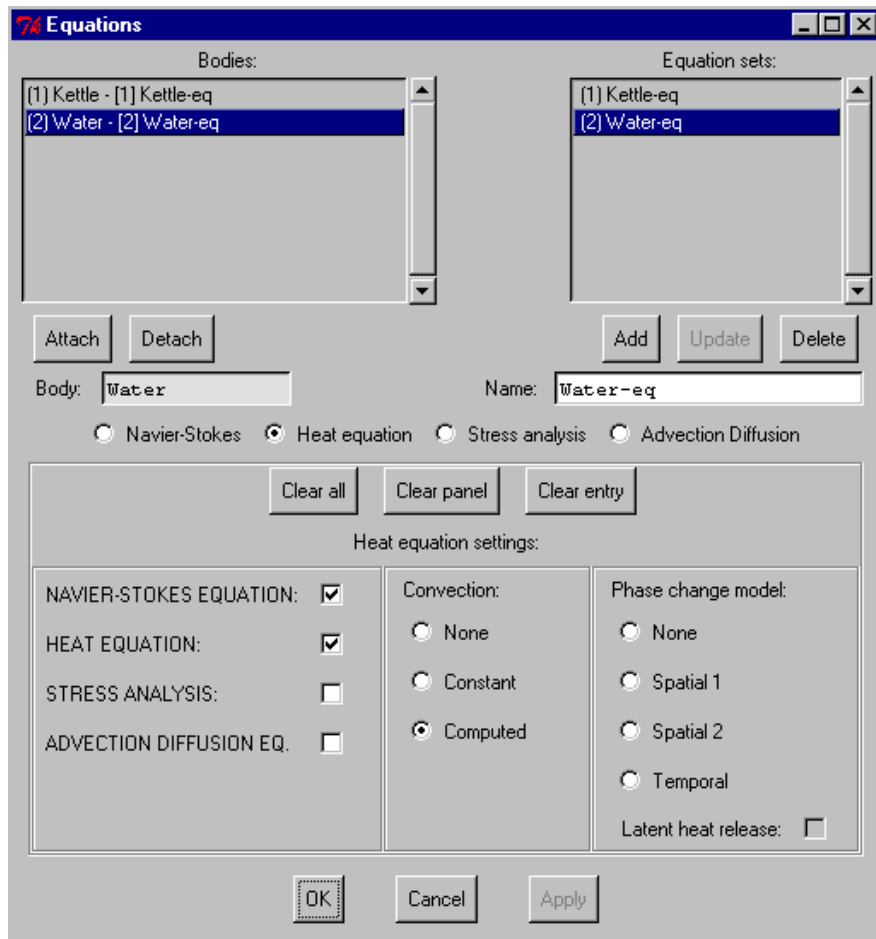 Equations
Bodies: Equation sets:
(1) Kettle - [1] Kettle-eq (1) Kettle-eq
(2) Water - [2] Water-eq (2) Water-eq
Attach Detach Add Update Delete
Body: Water Name: Water-eq
Navier-Stokes Heat equation Stress analysis Advection Diffusion
Clear all Clear panel Clear entry
Heat equation settings:
NAVIER-STOKES EQUATION:
HEAT EQUATION:
STRESS ANALYSIS:
ADVECTION DIFFUSION EQ.
Convection:
None
Constant
Computed
Phase change model:
None
Spatial 1
Spatial 2
Temporal
Latent heat release:
OK Cancel Apply